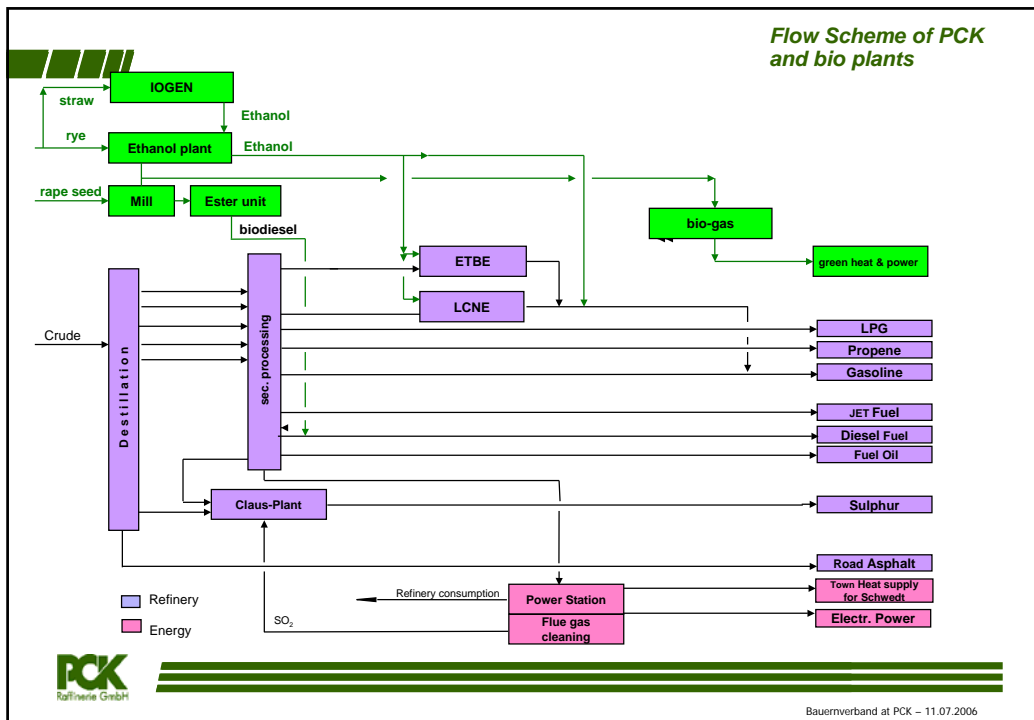 Flow Scheme of PCK
and bio plants
IOGEN
straw
Ethanol
rye
Ethanol plant
Ethanol
rape seed
Mill
Ester unit
biodiesel
bio-gas
green heat & power
ETBE
LCNE
Crude
Destillation
sec. processing
LPG
Propene
Gasoline
JET Fuel
Diesel Fuel
Fuel Oil
Claus-Plant
Sulphur
Road Asphalt
Refinery
Energy
Refinery consumption
SO₂
Power Station
Flue gas
cleaning
Town Heat supply
for Schwedt
Electr. Power
PCK
Raffinerie GmbH
Bauernverband at PCK – 11.07.2006